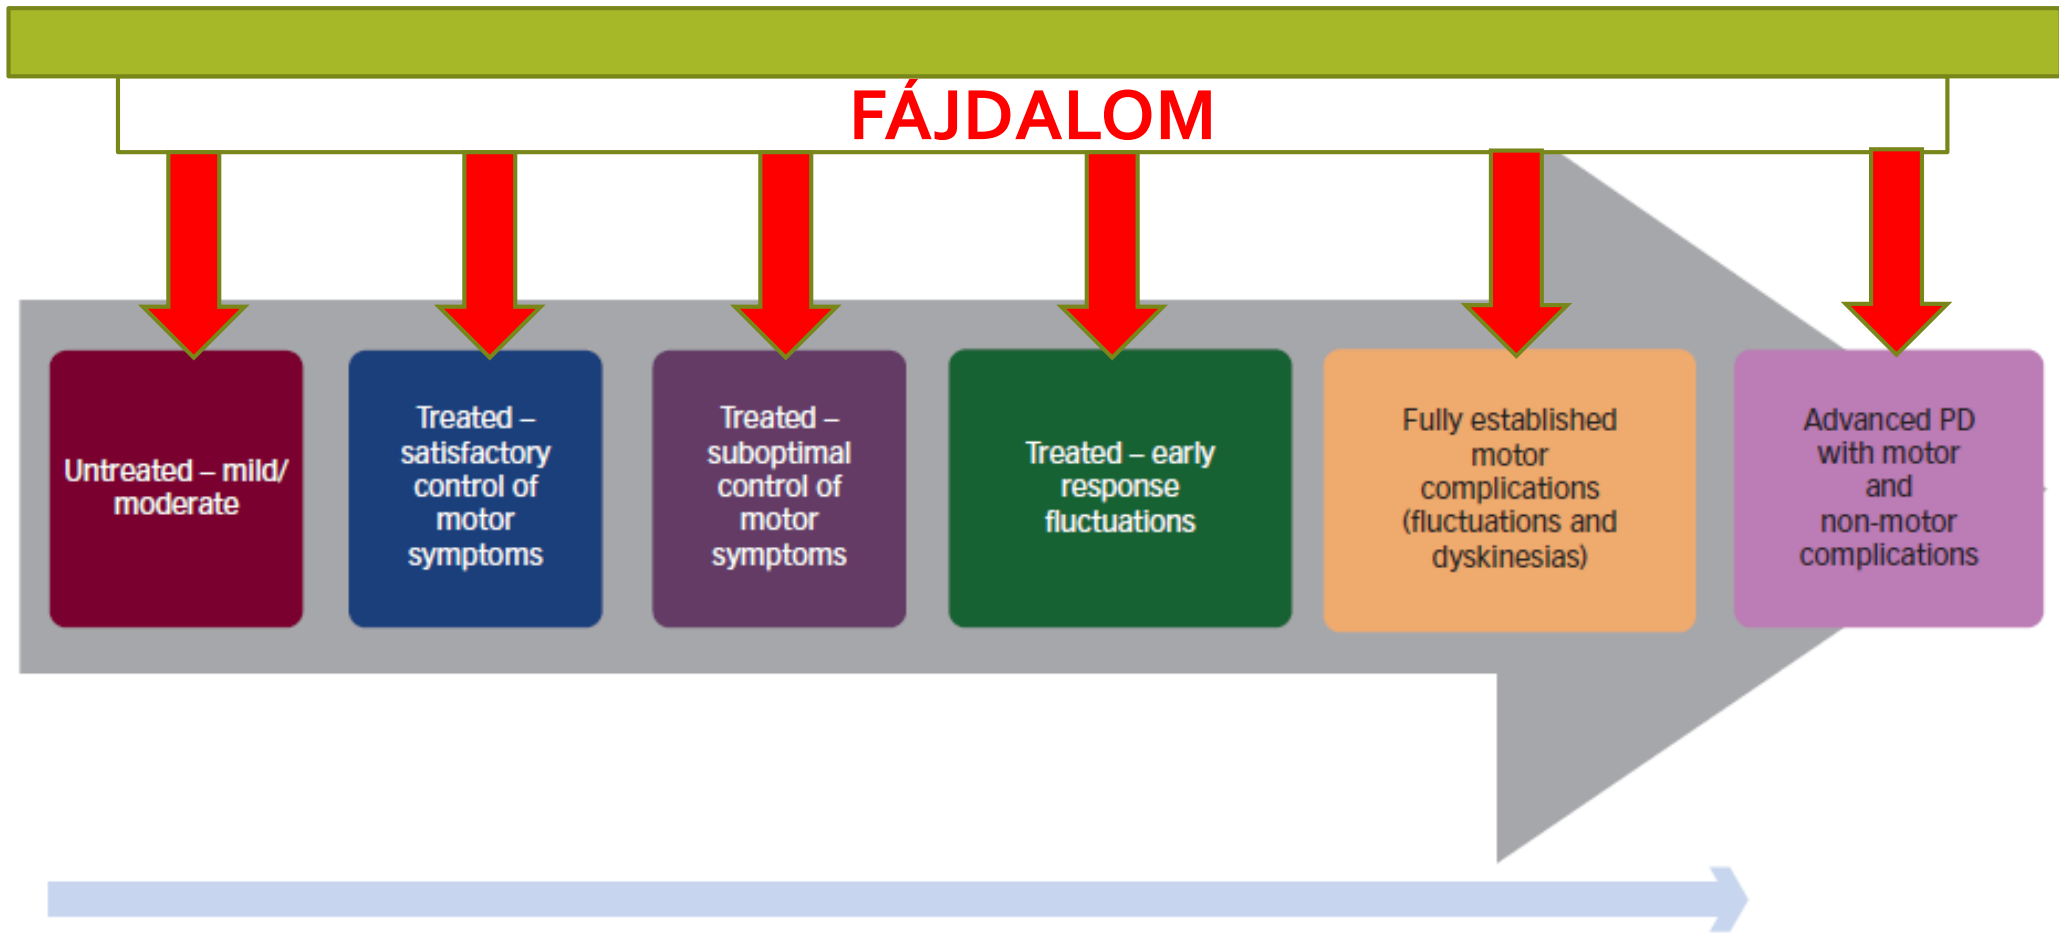 FÁJDALOM
Untreated – mild/
moderate
Treated –
satisfactory
control of
motor
symptoms
Treated –
suboptimal
control of
motor
symptoms
Treated – early
response
fluctuations
Fully established
motor
complications
(fluctuations and
dyskinesias)
Advanced PD
with motor
and
non-motor
complications